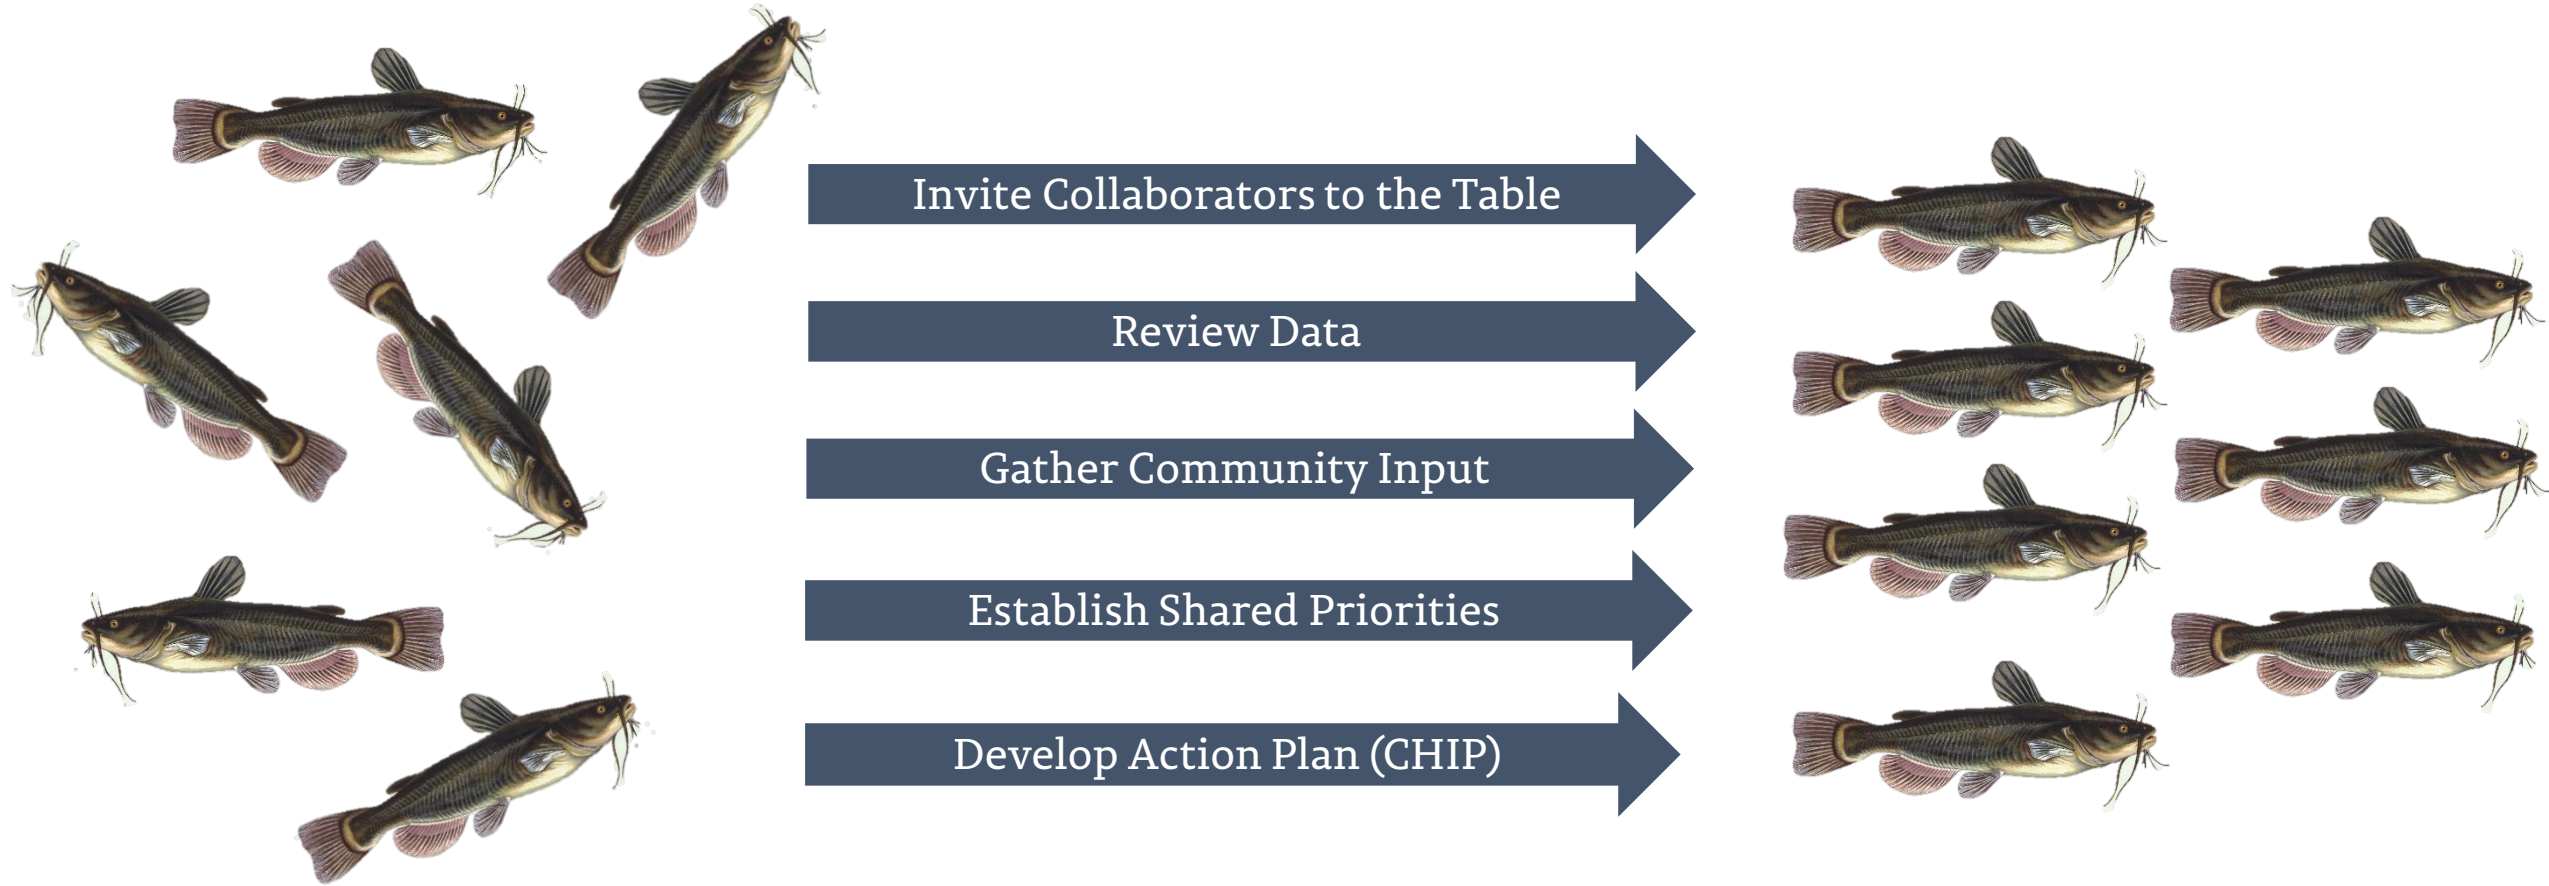 Invite Collaborators to the Table
Review Data
Gather Community Input
Establish Shared Priorities
Develop Action Plan (CHIP)